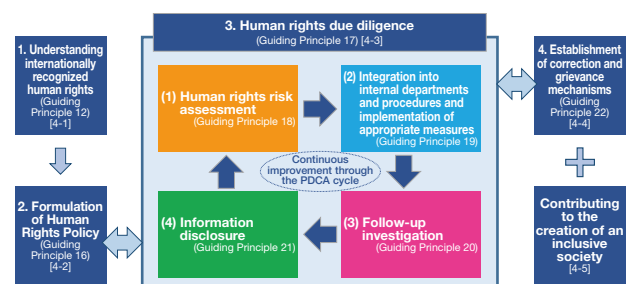 1. Understanding
internationally
recognized
human rights
(Guiding
Principle 12)
[4-1]
2. Formulation
of Human
Rights Policy
(Guiding
Principle 16)
[4-2]
3. Human rights due diligence
(Guiding Principle 17) [4-3]
(1) Human rights risk
assessment
(Guiding Principle 18)
(2) Integration into
internal departments
and procedures and
implementation of
appropriate measures
(Guiding Principle 19)
Continuous
improvement through
the PDCA cycle
(4) Information
disclosure
(Guiding Principle 21)
(3) Follow-up
investigation
(Guiding Principle 20)
4. Establishment
of correction and
grievance
mechanisms
(Guiding
Principle 22)
[4-4]
Contributing
to the
creation of an
inclusive
society
[4-5]